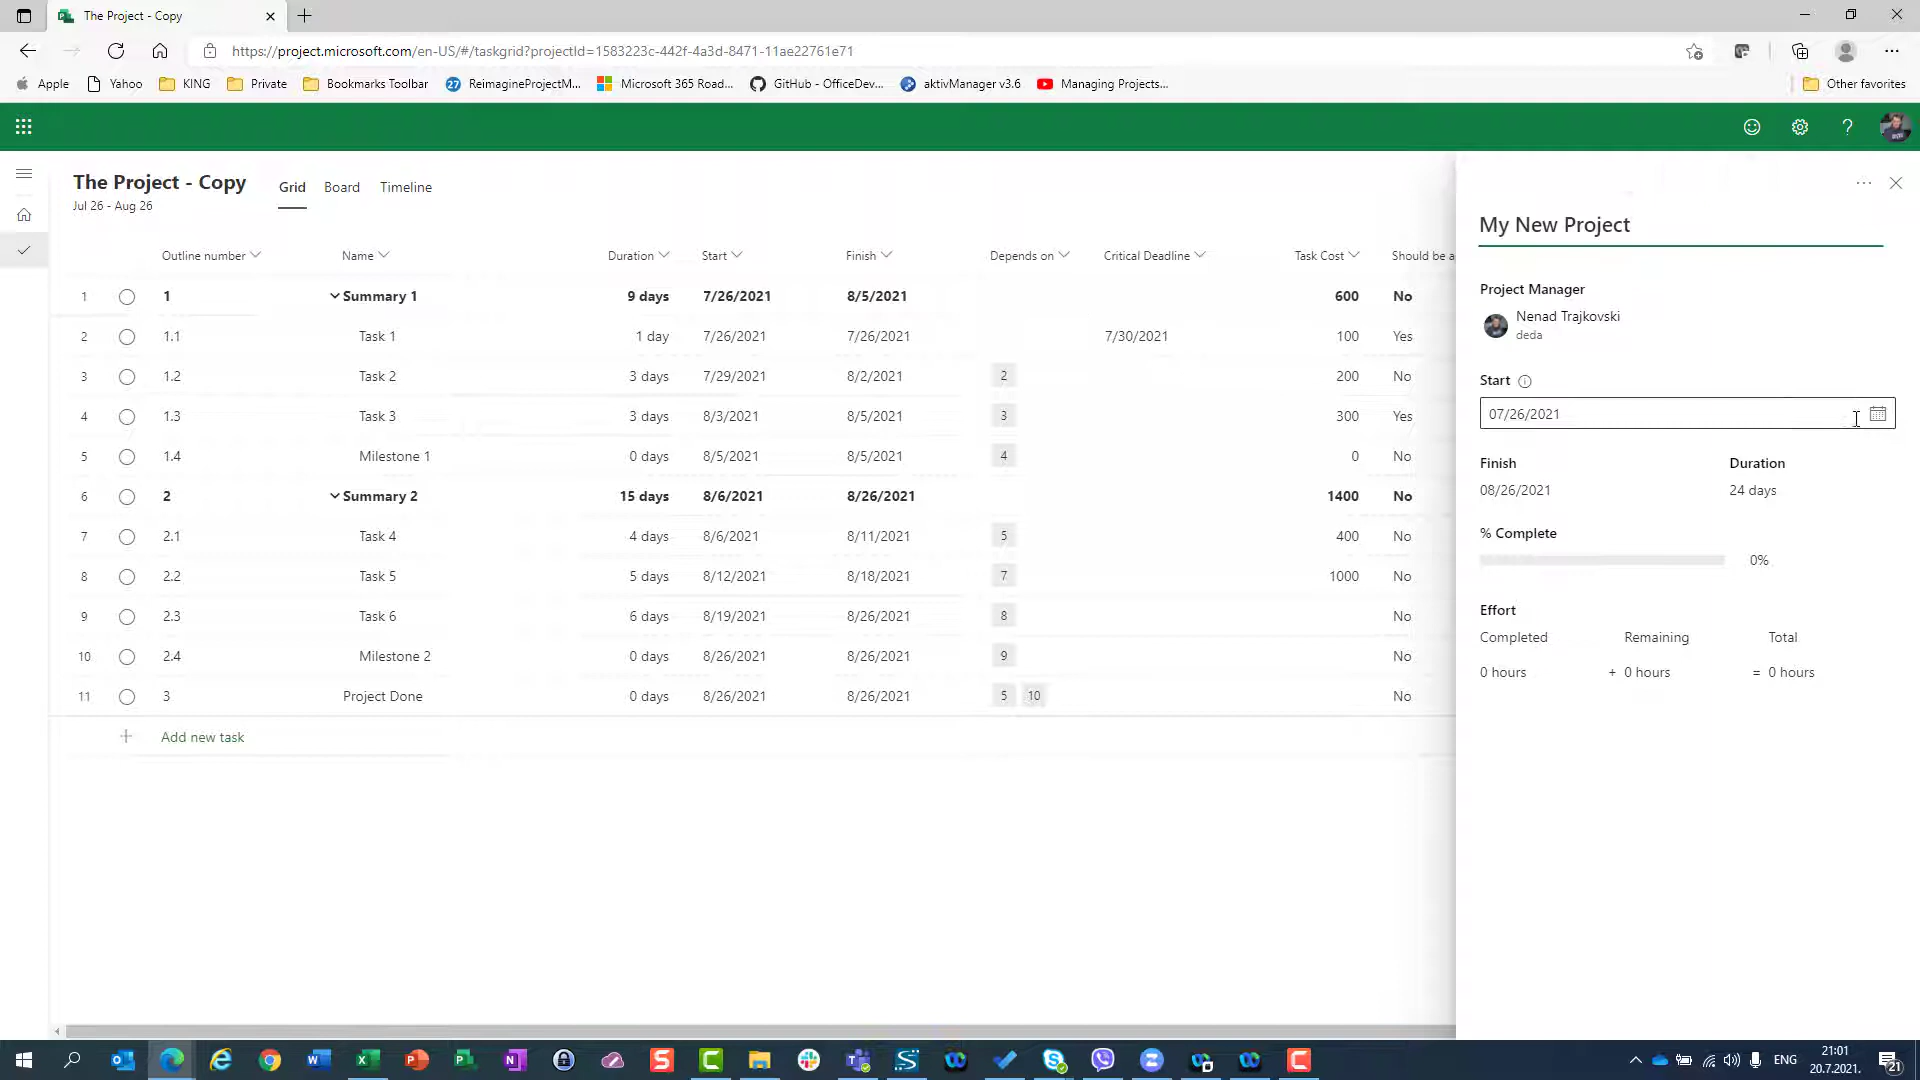 The Project - Copy
https://project.microsoft.com/en-US/#/taskgrid?projectId=1583223c-442f-4a3d-8471-11ae22761e71
Apple Yahoo KING Private Bookmarks Toolbar ReimagineProjectM... Microsoft 365 Road... GitHub - OfficeDev... aktivManager v3.6 Managing Projects... Other favorites
The Project - Copy Grid Board Timeline
Jul 26 - Aug 26
Outline number Name Duration Start Finish Depends on Critical Deadline Task Cost Should be a
1 1 Summary 1 9 days 7/26/2021 8/5/2021 600 No
2 1.1 Task 1 1 day 7/26/2021 7/26/2021 7/30/2021 100 Yes
3 1.2 Task 2 3 days 7/29/2021 8/2/2021 2 200 No
4 1.3 Task 3 3 days 8/3/2021 8/5/2021 3 300 Yes
5 1.4 Milestone 1 0 days 8/5/2021 8/5/2021 4 0 No
6 2 Summary 2 15 days 8/6/2021 8/26/2021 1400 No
7 2.1 Task 4 4 days 8/6/2021 8/11/2021 5 400 No
8 2.2 Task 5 5 days 8/12/2021 8/18/2021 7 1000 No
9 2.3 Task 6 6 days 8/19/2021 8/26/2021 8 No
10 2.4 Milestone 2 0 days 8/26/2021 8/26/2021 9 No
11 3 Project Done 0 days 8/26/2021 8/26/2021 5 10 No
Add new task
My New Project
Project Manager
Nenad Trajkovski
deda
Start
07/26/2021
Finish Duration
08/26/2021 24 days
% Complete
0%
Effort
Completed Remaining Total
0 hours + 0 hours = 0 hours
ENG
21:01
20.7.2021.
21